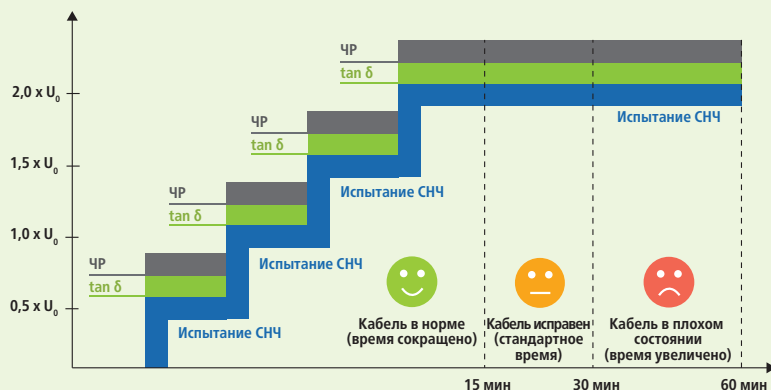 ЧР
tan δ
2,0 x U₀
Испытание СНЧ
ЧР
tan δ
1,5 x U₀
Испытание СНЧ
ЧР
tan δ
1,0 x U₀
Испытание СНЧ
ЧР
tan δ
0,5 x U₀
Испытание СНЧ
Кабель в норме
(время сокращено)
Кабель исправен
(стандартное
время)
Кабель в плохом
состоянии
(время увеличено)
15 мин
30 мин
60 мин